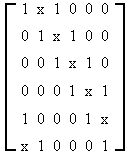 1 x 1 0 0 0
0 1 x 1 0 0
0 0 1 x 1 0
0 0 0 1 x 1
1 0 0 0 1 x
x 1 0 0 0 1